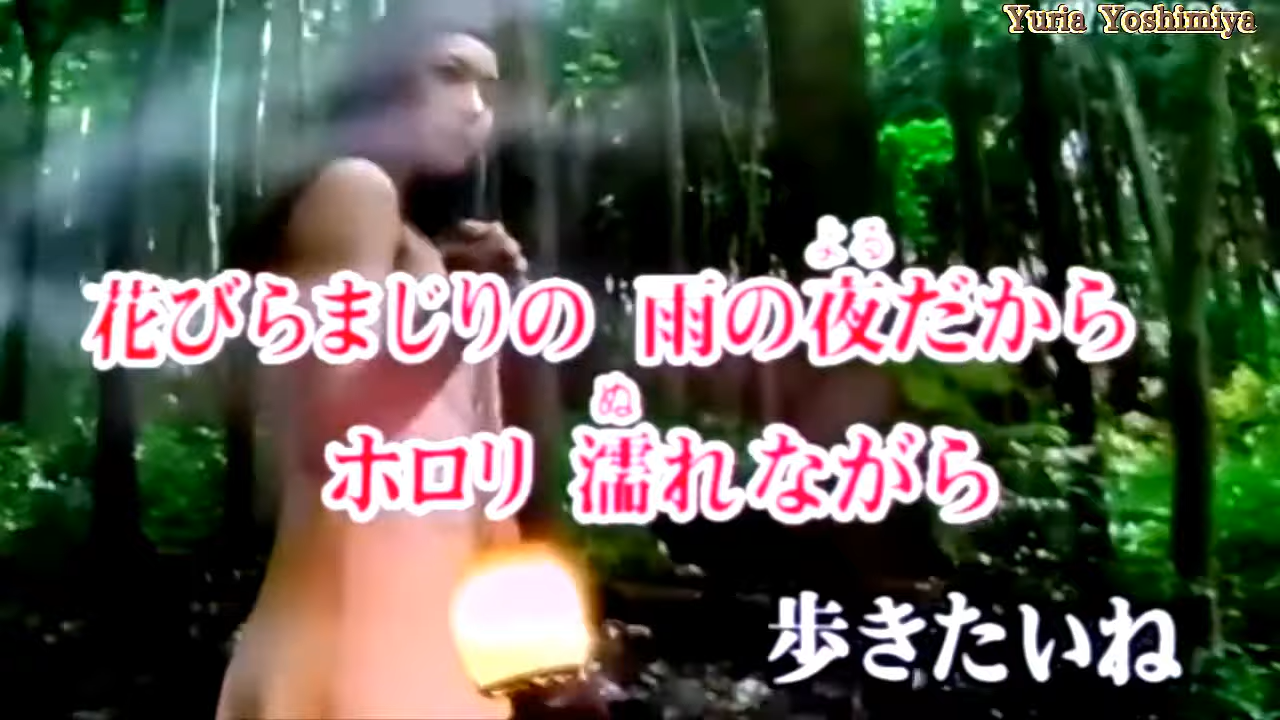 Yuria Yoshimiya
よる
花びらまじりの 雨の夜だから
ぬ
ホロリ 濡れながら
歩きたいね